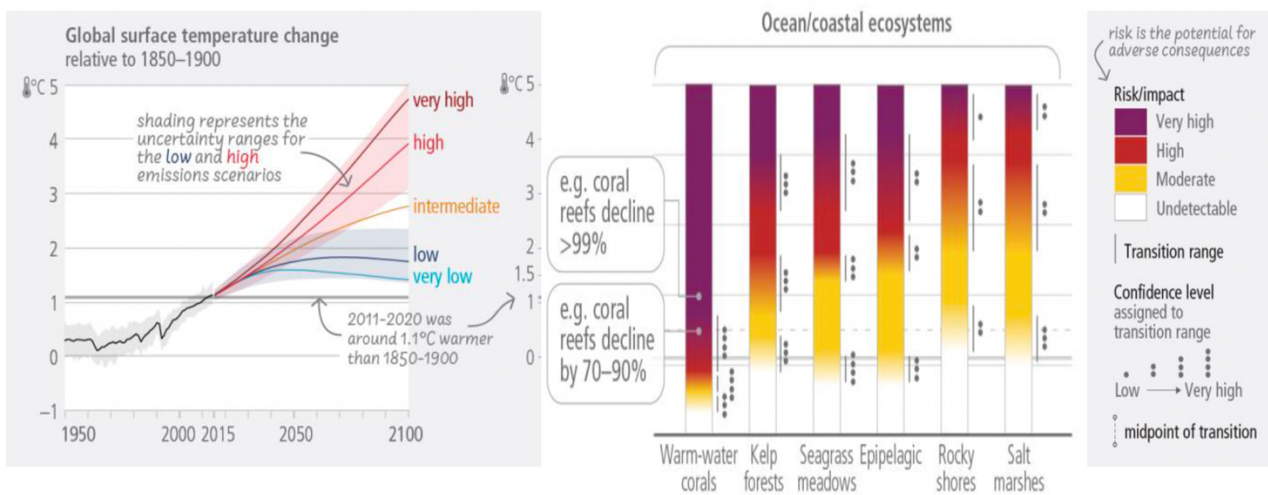 Global surface temperature change
relative to 1850–1900
°C 5
4
3
2
1
0
−1
1950
2000 2015
2050
2100
shading represents the
uncertainty ranges for
the low and high
emissions scenarios
very high
high
intermediate
low
very low
2011-2020 was
around 1.1°C warmer
than 1850-1900
°C 5
4
3
2
1.5
1
0
Ocean/coastal ecosystems
e.g. coral
reefs decline
>99%
e.g. coral
reefs decline
by 70–90%
Warm-water
corals
Kelp
forests
Seagrass
meadows
Epipelagic
Rocky
shores
Salt
marshes
risk is the potential for
adverse consequences
Risk/impact
Very high
High
Moderate
Undetectable
Transition range
Confidence level
assigned to
transition range
Low
Very high
midpoint of transition